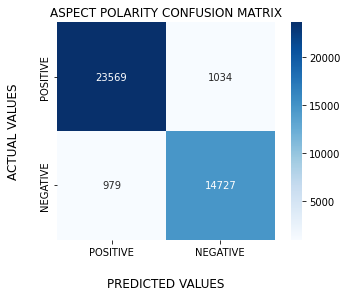 ASPECT POLARITY CONFUSION MATRIX
ACTUAL VALUES
POSITIVE
23569 1034
NEGATIVE
979 14727
POSITIVE NEGATIVE
PREDICTED VALUES
20000
15000
10000
5000